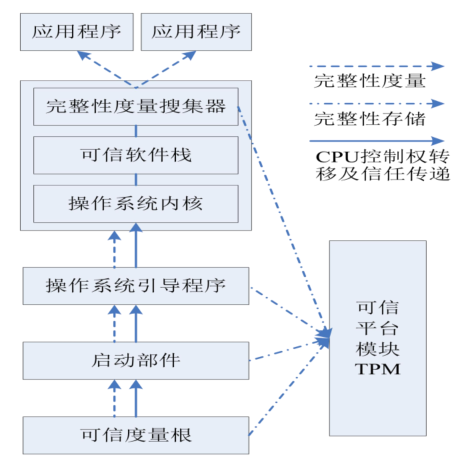 应用程序
应用程序
完整性度量搜集器
可信软件栈
操作系统内核
操作系统引导程序
启动部件
可信度量根
完整性度量
完整性存储
CPU控制权转
移及信任传递
可信
平台
模块
TPM